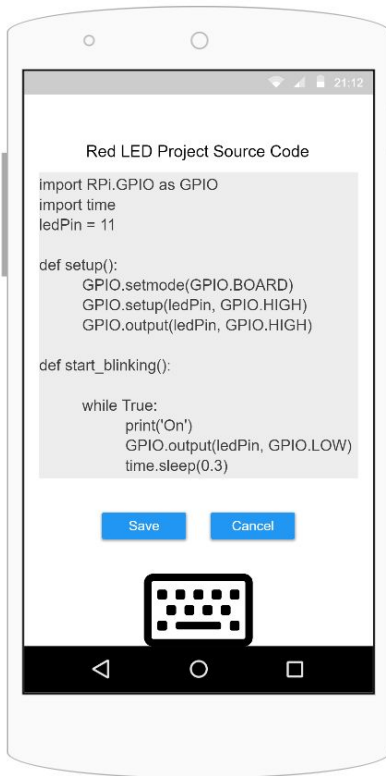 21:12
Red LED Project Source Code
import RPi.GPIO as GPIO
import time
ledPin = 11
def setup():
GPIO.setmode(GPIO.BOARD)
GPIO.setup(ledPin, GPIO.HIGH)
GPIO.output(ledPin, GPIO.HIGH)
def start_blinking():
while True:
print('On')
GPIO.output(ledPin, GPIO.LOW)
time.sleep(0.3)
Save Cancel